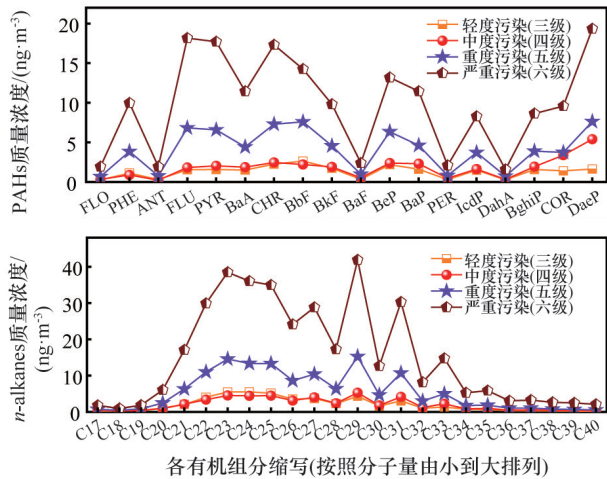 PAHs质量浓度/(ng·m-3)
20
15
10
5
0
轻度污染(三级)
中度污染(四级)
重度污染(五级)
严重污染(六级)
FLO PHE ANT FLU PYR BaA CHR BbF BkF BaF BeP BaP PER IcdP DahA BghiP COR DaeP
n-alkanes质量浓度/
(ng·m-3)
40
30
20
10
0
轻度污染(三级)
中度污染(四级)
重度污染(五级)
严重污染(六级)
C17 C18 C19 C20 C21 C22 C23 C24 C25 C26 C27 C28 C29 C30 C31 C32 C33 C34 C35 C36 C37 C38 C39 C40
各有机组分缩写(按照分子量由小到大排列)